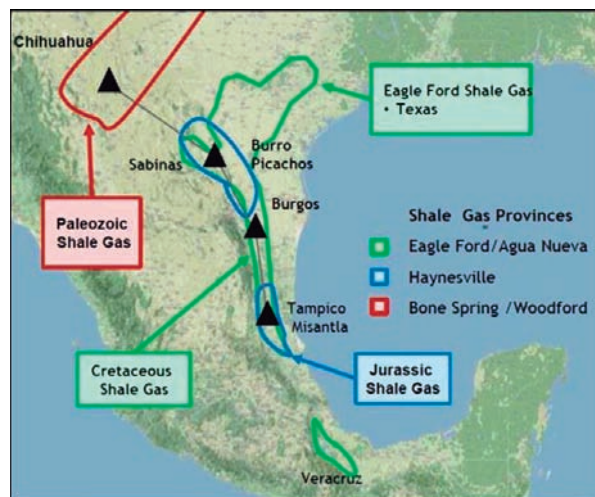 Chihuahua
Eagle Ford Shale Gas
• Texas
Burro
Picachos
Sabinas
Burgos
Paleozoic
Shale Gas
Shale Gas Provinces
Eagle Ford/Agua Nueva
Haynesville
Bone Spring /Woodford
Tampico
Misantla
Cretaceous
Shale Gas
Jurassic
Shale Gas
Veracruz